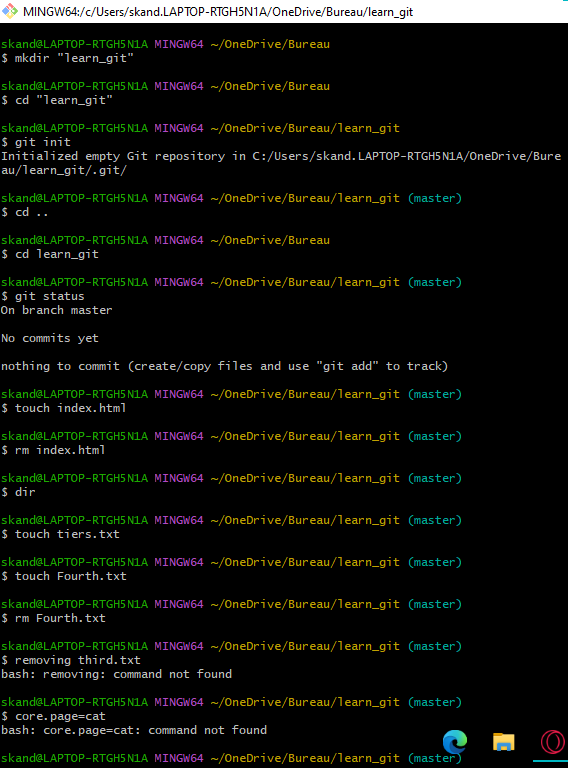 MINGW64:/c/Users/skand.LAPTOP-RTGH5N1A/OneDrive/Bureau/learn_git
skand@LAPTOP-RTGH5N1A MINGW64 ~/OneDrive/Bureau
$ mkdir "learn_git"
skand@LAPTOP-RTGH5N1A MINGW64 ~/OneDrive/Bureau
$ cd "learn_git"
skand@LAPTOP-RTGH5N1A MINGW64 ~/OneDrive/Bureau/learn_git
$ git init
Initialized empty Git repository in C:/Users/skand.LAPTOP-RTGH5N1A/OneDrive/Bure
au/learn_git/.git/
skand@LAPTOP-RTGH5N1A MINGW64 ~/OneDrive/Bureau/learn_git (master)
$ cd ..
skand@LAPTOP-RTGH5N1A MINGW64 ~/OneDrive/Bureau
$ cd learn_git
skand@LAPTOP-RTGH5N1A MINGW64 ~/OneDrive/Bureau/learn_git (master)
$ git status
On branch master
No commits yet
nothing to commit (create/copy files and use "git add" to track)
skand@LAPTOP-RTGH5N1A MINGW64 ~/OneDrive/Bureau/learn_git (master)
$ touch index.html
skand@LAPTOP-RTGH5N1A MINGW64 ~/OneDrive/Bureau/learn_git (master)
$ rm index.html
skand@LAPTOP-RTGH5N1A MINGW64 ~/OneDrive/Bureau/learn_git (master)
$ dir
skand@LAPTOP-RTGH5N1A MINGW64 ~/OneDrive/Bureau/learn_git (master)
$ touch tiers.txt
skand@LAPTOP-RTGH5N1A MINGW64 ~/OneDrive/Bureau/learn_git (master)
$ touch Fourth.txt
skand@LAPTOP-RTGH5N1A MINGW64 ~/OneDrive/Bureau/learn_git (master)
$ rm Fourth.txt
skand@LAPTOP-RTGH5N1A MINGW64 ~/OneDrive/Bureau/learn_git (master)
$ removing third.txt
bash: removing: command not found
skand@LAPTOP-RTGH5N1A MINGW64 ~/OneDrive/Bureau/learn_git (master)
$ core.page=cat
bash: core.page=cat: command not found
skand@LAPTOP-RTGH5N1A MINGW64 ~/OneDrive/Bureau/learn_git (master)